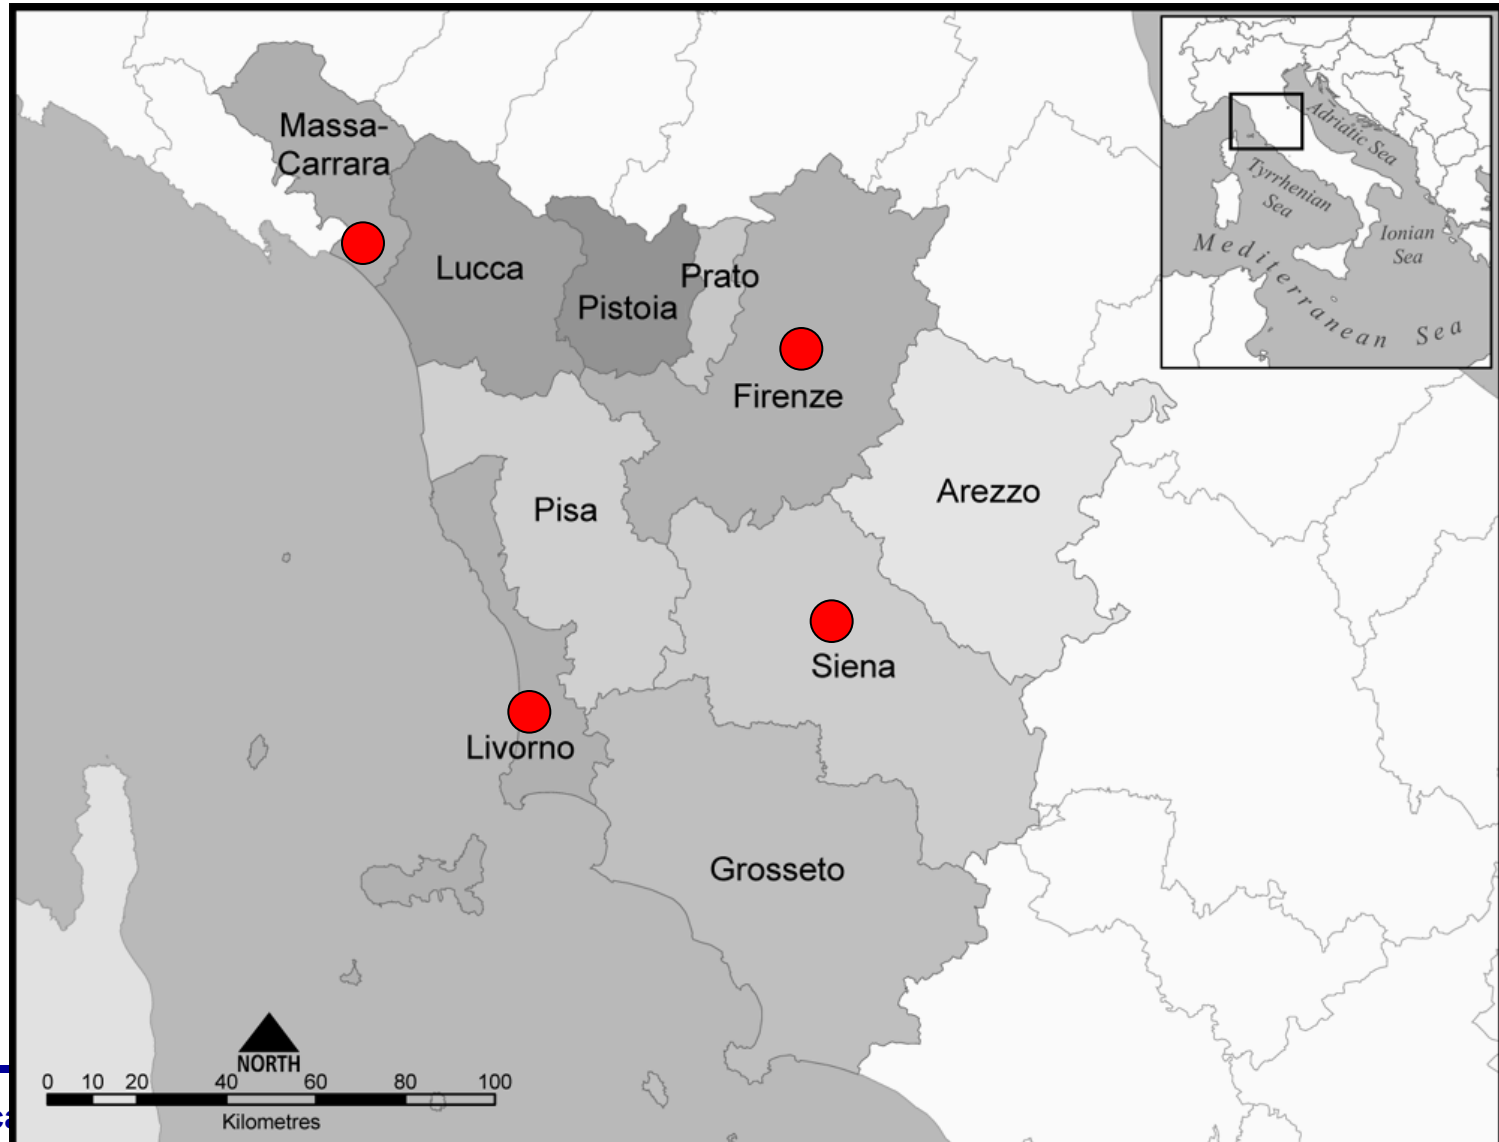 Massa-
Carrara
Lucca
Prato
Pistoia
Firenze
Arezzo
Pisa
Siena
Livorno
Grosseto
Adriatic Sea
Tyrrhenian
Sea
Ionian
Sea
Mediterranean Sea
NORTH
0 10 20 40 60 80 100
Kilometres